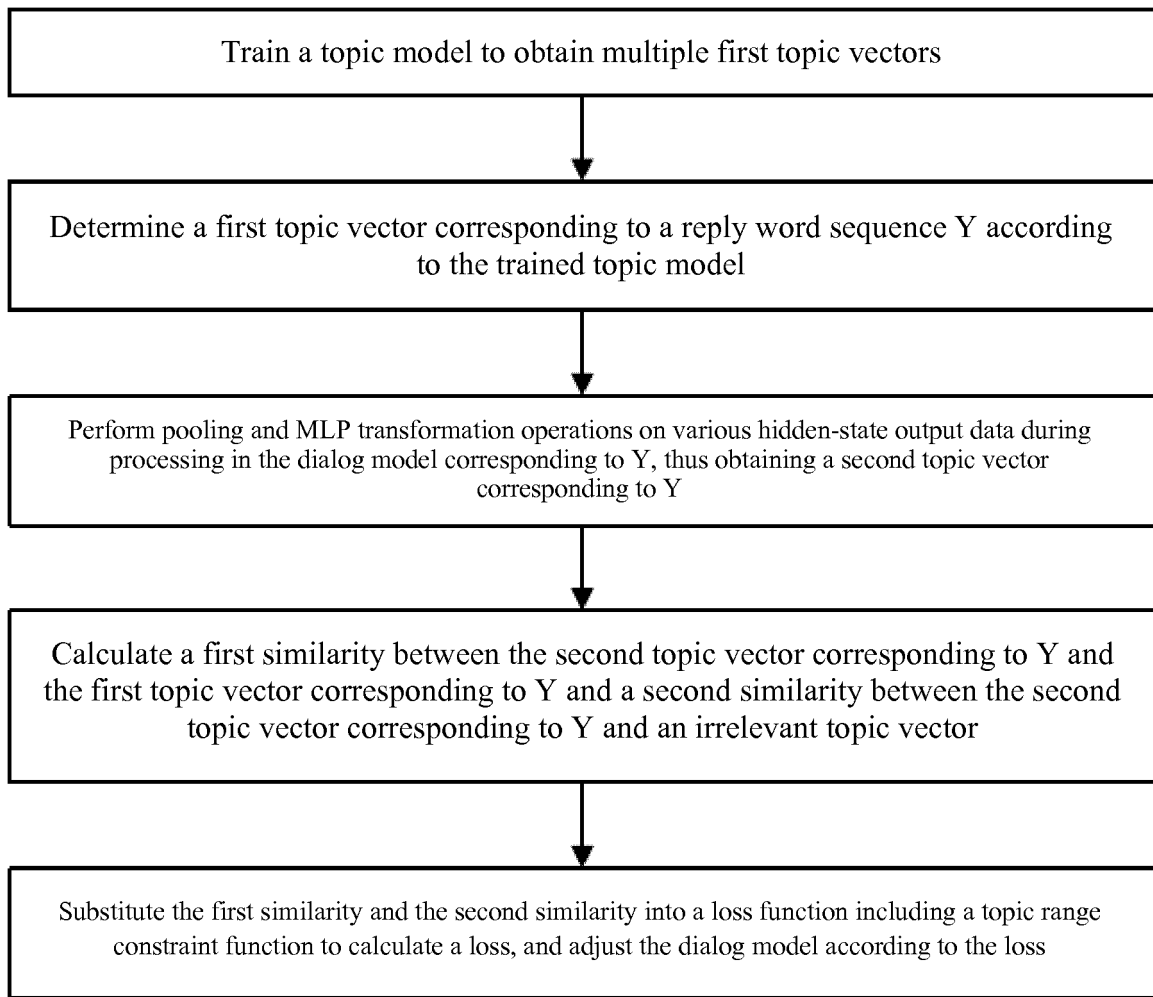 Train a topic model to obtain multiple first topic vectors
Determine a first topic vector corresponding to a reply word sequence Y according
to the trained topic model
Perform pooling and MLP transformation operations on various hidden-state output data during
processing in the dialog model corresponding to Y, thus obtaining a second topic vector
corresponding to Y
Calculate a first similarity between the second topic vector corresponding to Y and
the first topic vector corresponding to Y and a second similarity between the second
topic vector corresponding to Y and an irrelevant topic vector
Substitute the first similarity and the second similarity into a loss function including a topic range
constraint function to calculate a loss, and adjust the dialog model according to the loss